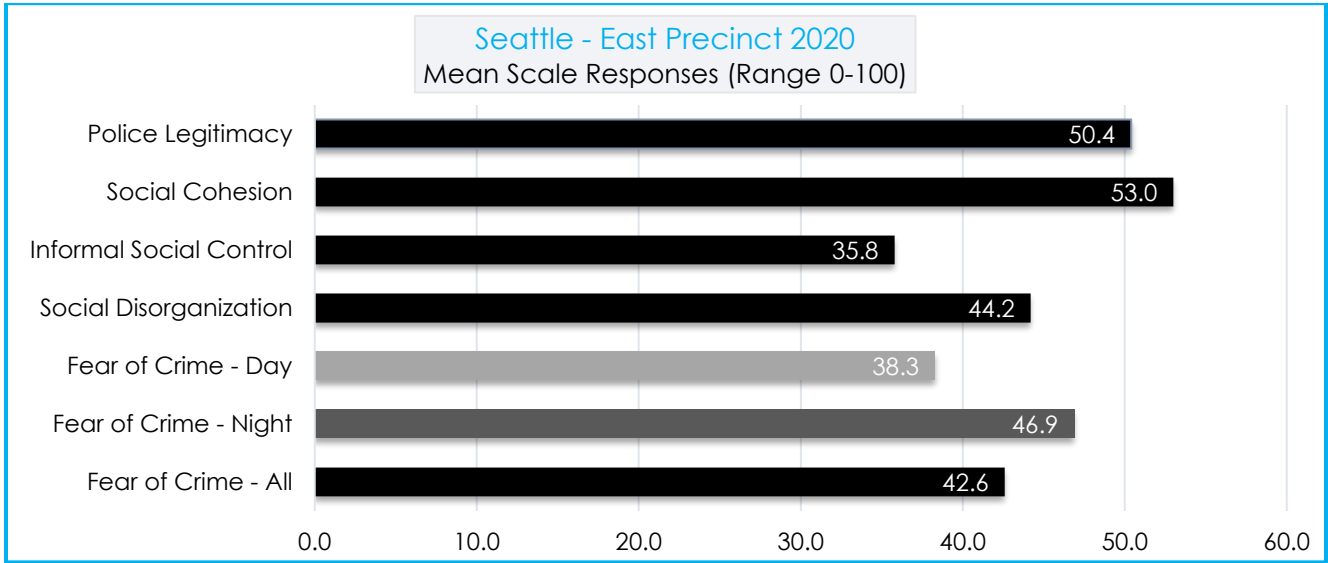 Seattle - East Precinct 2020
Mean Scale Responses (Range 0-100)
Police Legitimacy 50.4
Social Cohesion 53.0
Informal Social Control 35.8
Social Disorganization 44.2
Fear of Crime - Day 38.3
Fear of Crime - Night 46.9
Fear of Crime - All 42.6
0.0 10.0 20.0 30.0 40.0 50.0 60.0